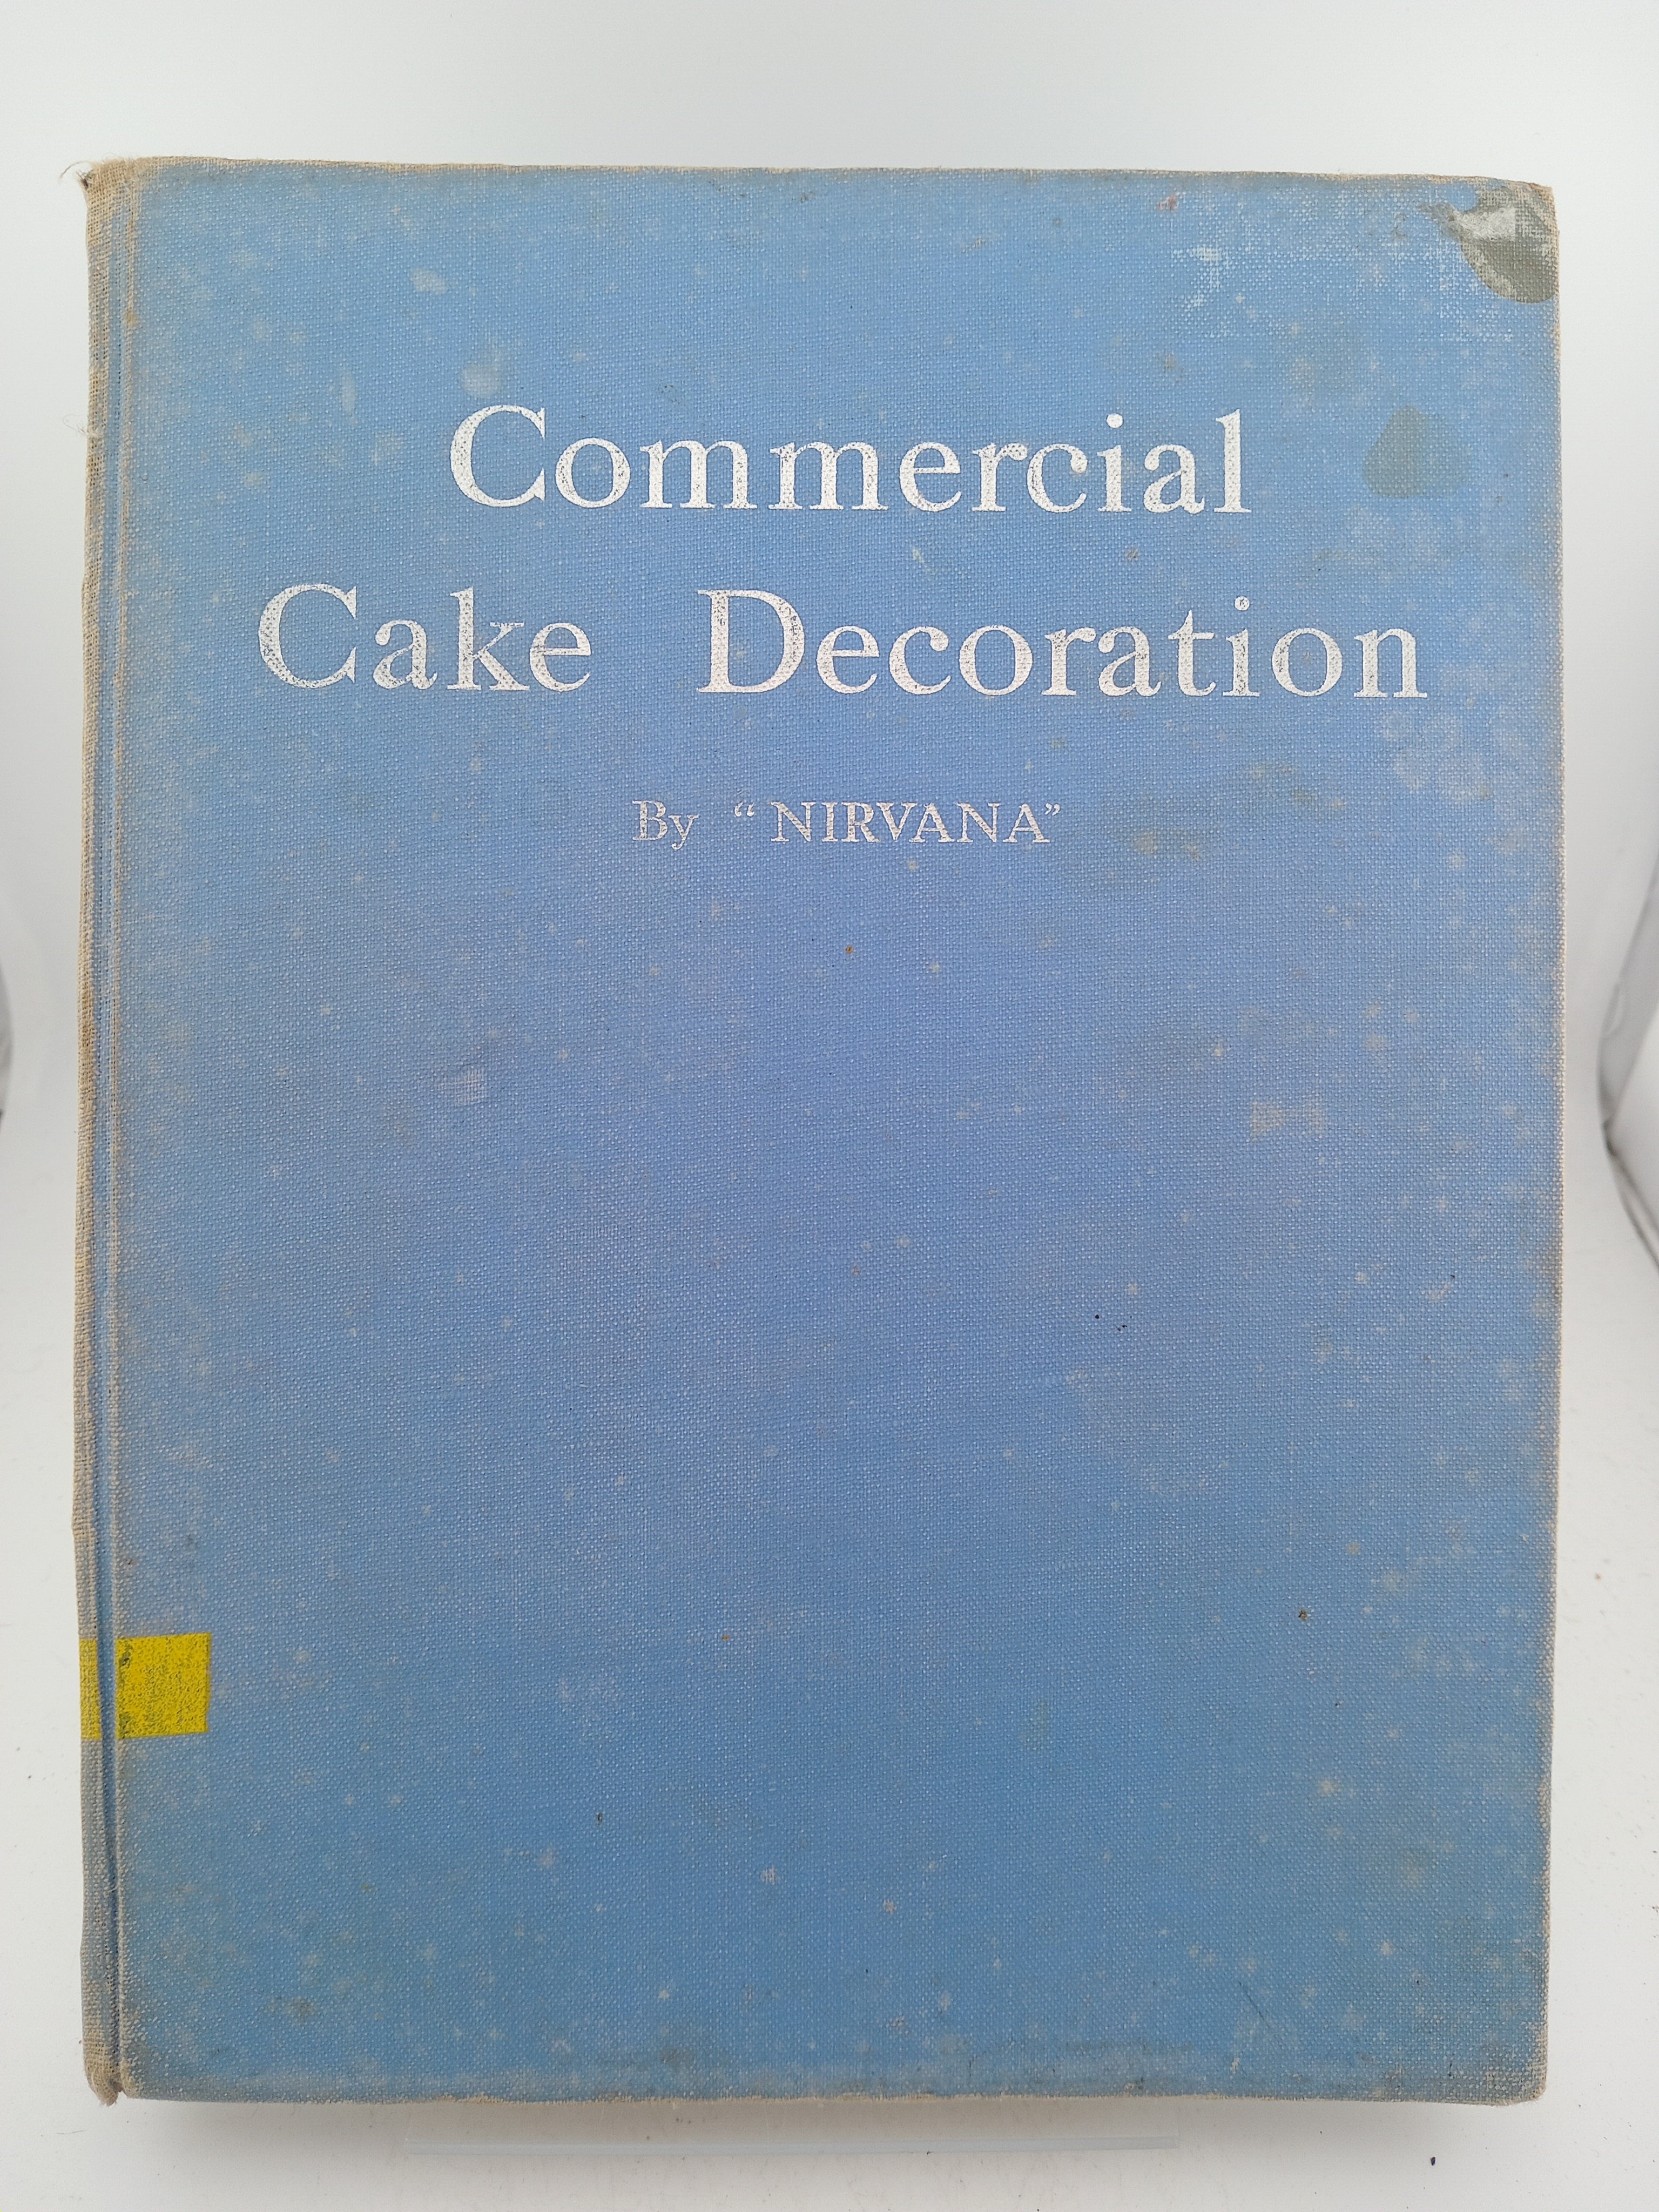 Commercial
Cake Decoration
By “NIRVANA”